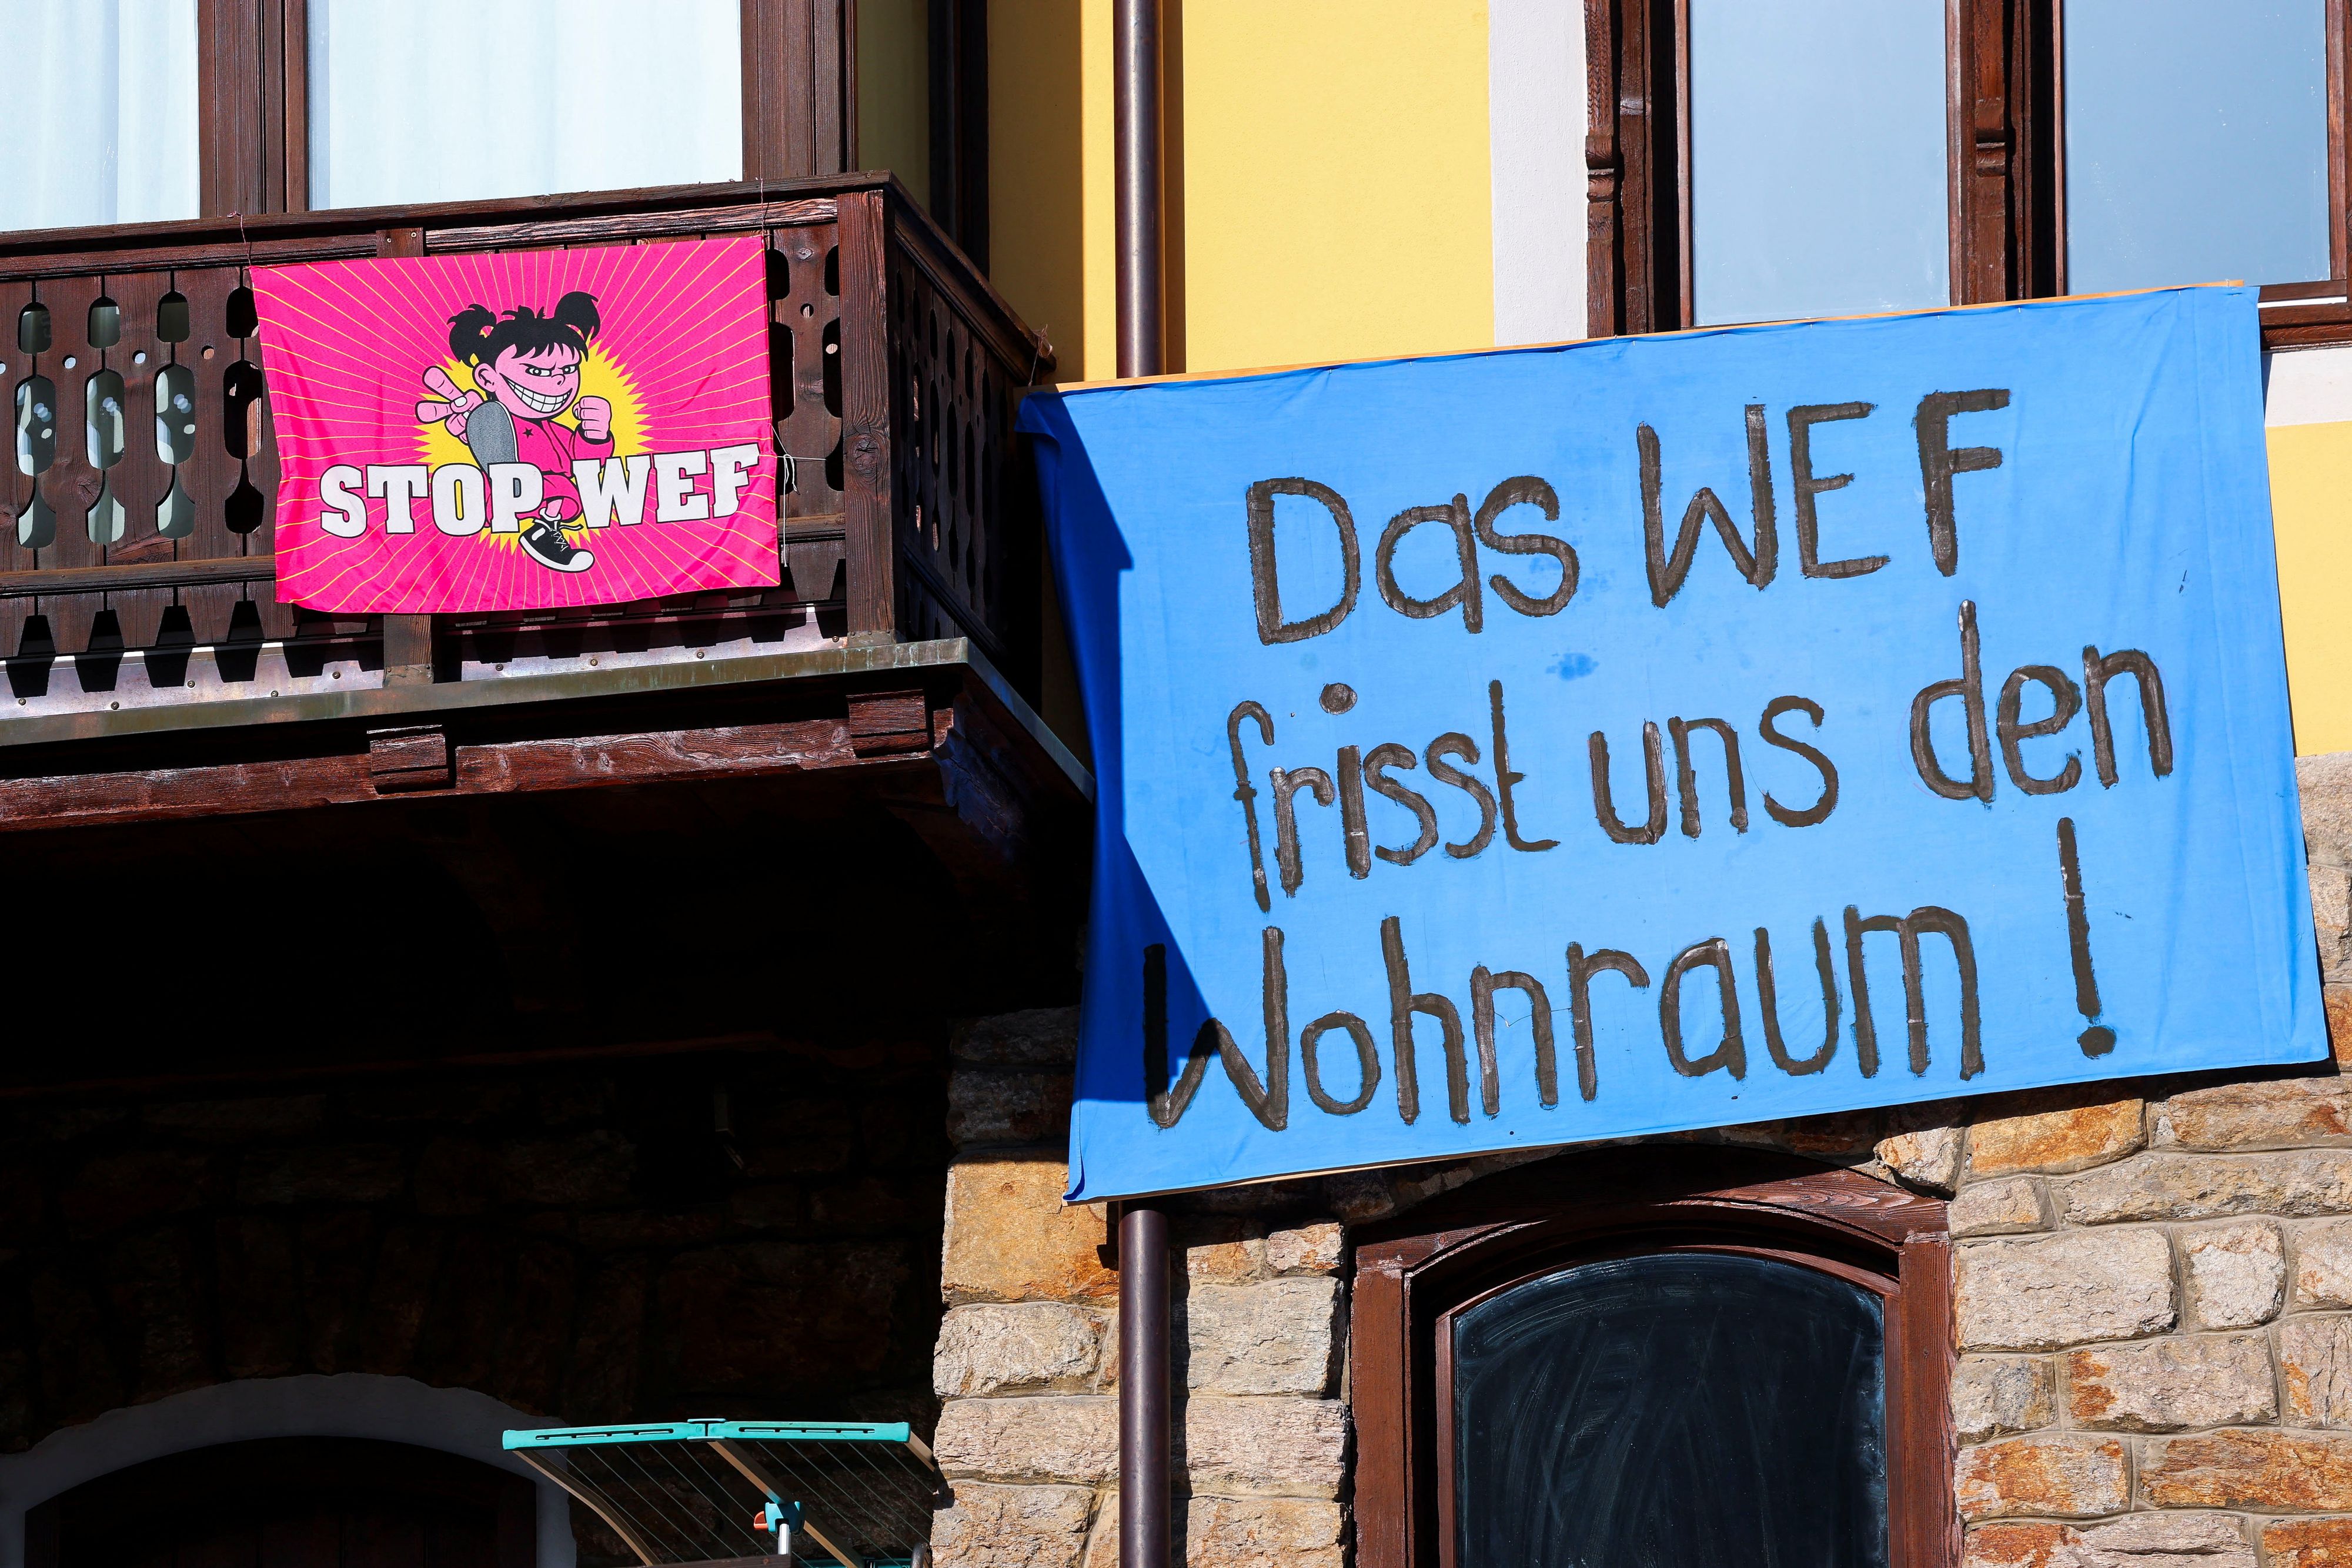 STOP WEF
Das WEF
frisst uns den
Wohnraum !